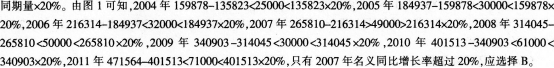 同期量×20%。由图 1 可知,2004 年 159878-135823<25000<135823×20%,2005 年 184937-159878<30000<159878×
20%,2006 年 216314-184937<32000<184937×20%,2007 年 265810-216314>49000>216314×20%,2008 年 314045-
265810<50000<265810×20%,2009 年 340903-314045<30000<314045×20%,2010 年 401513-340903<61000<
340903×20%,2011 年 471564-401513<71000<401513×20%,只有 2007 年名义同比增长率超过 20%,应选择 B。